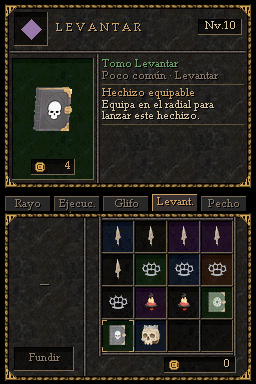 LEVANTAR
Nv.10
Tomo Levantar
Poco común · Levantar
Hechizo equipable
Equipa en el radial para
lanzar este hechizo.
4
Rayo
Ejecuc.
Glifo
Levant.
Pecho
Fundir
0